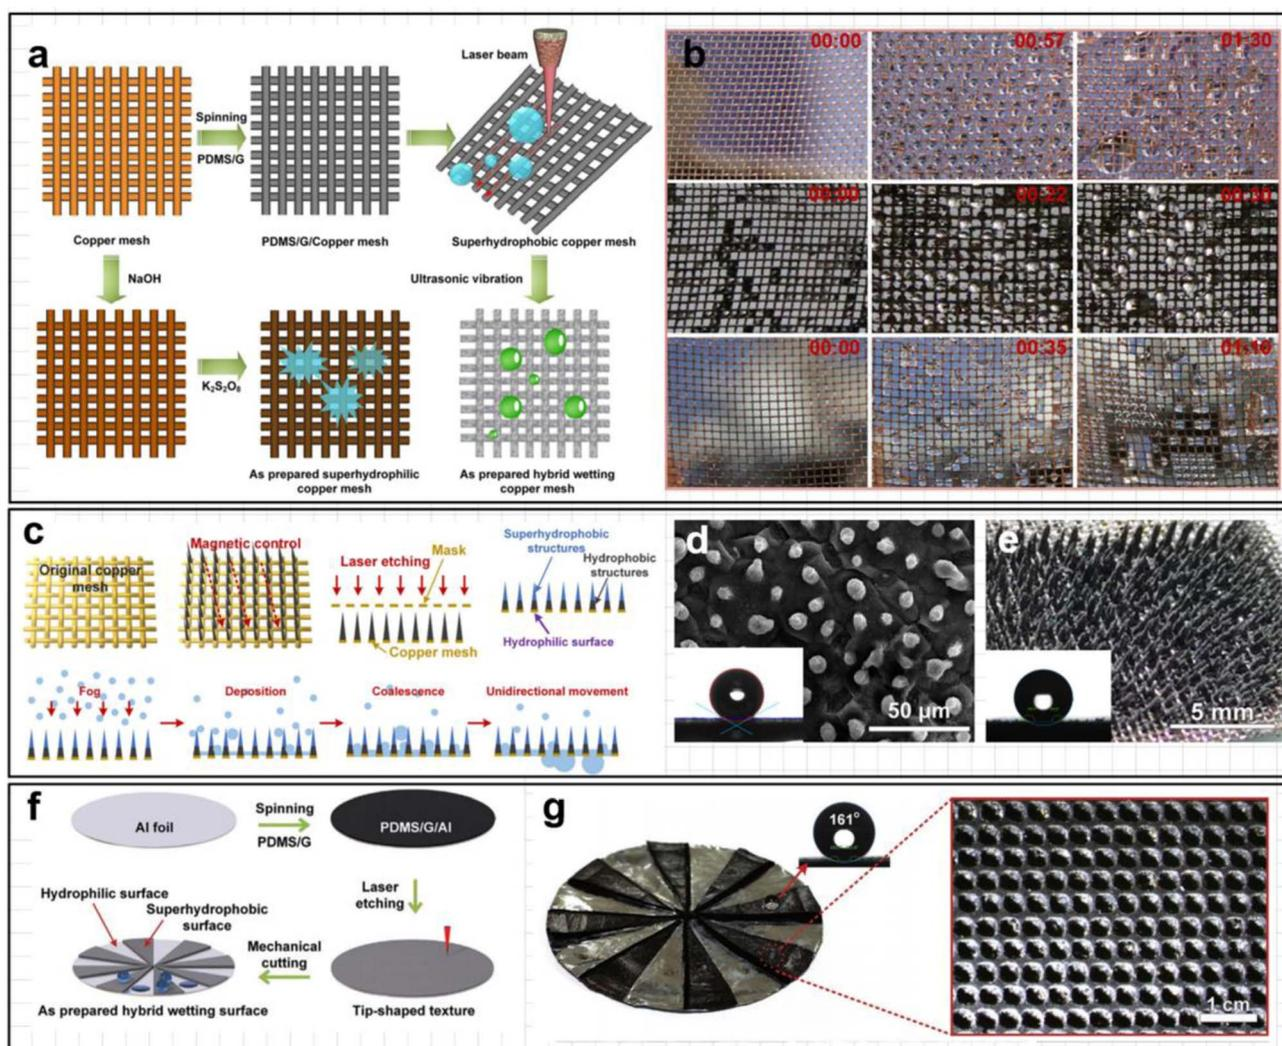 a
Laser beam
Spinning
PDMS/G
Copper mesh
PDMS/G/Copper mesh
Superhydrophobic copper mesh
NaOH
Ultrasonic vibration
K₂S₂O₈
As prepared superhydrophilic
copper mesh
As prepared hybrid wetting
copper mesh
b
00:00
00:57
01:30
00:00
00:22
00:30
00:00
00:35
01:10
c
Original copper
mesh
Magnetic control
Laser etching
Mask
Copper mesh
Superhydrophobic
structures
Hydrophobic
structures
Hydrophilic surface
Fog
Deposition
Coalescence
Unidirectional movement
d
50 μm
e
5 mm
f
Al foil
Spinning
PDMS/G
PDMS/G/Al
Laser
etching
Hydrophilic surface
Superhydrophobic
surface
Mechanical
cutting
As prepared hybrid wetting surface
Tip-shaped texture
g
161°
1 cm